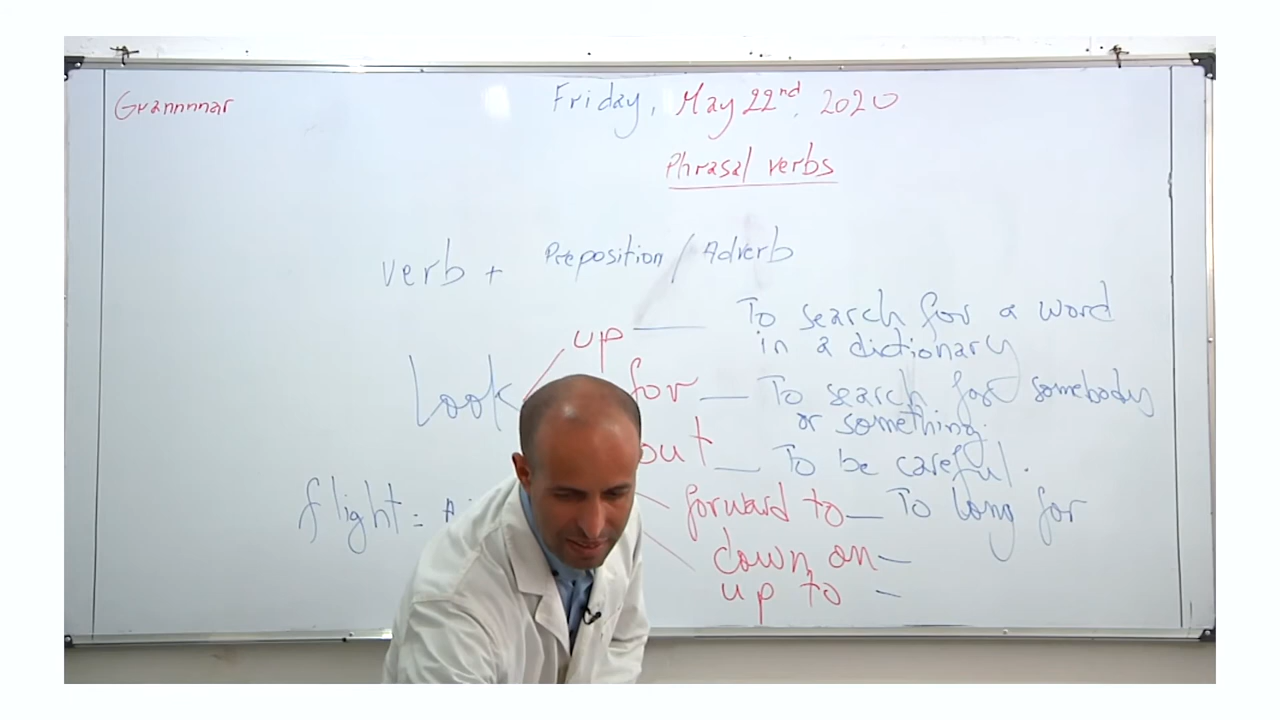 Grammar
Friday, May 22nd, 2020
Phrasal verbs
verb + Preposition / Adverb
up — To search for a word
in a dictionary
Look
for — To search for somebody
or something.
out — To be careful.
flight =
forward to — To long for
down on —
up to —